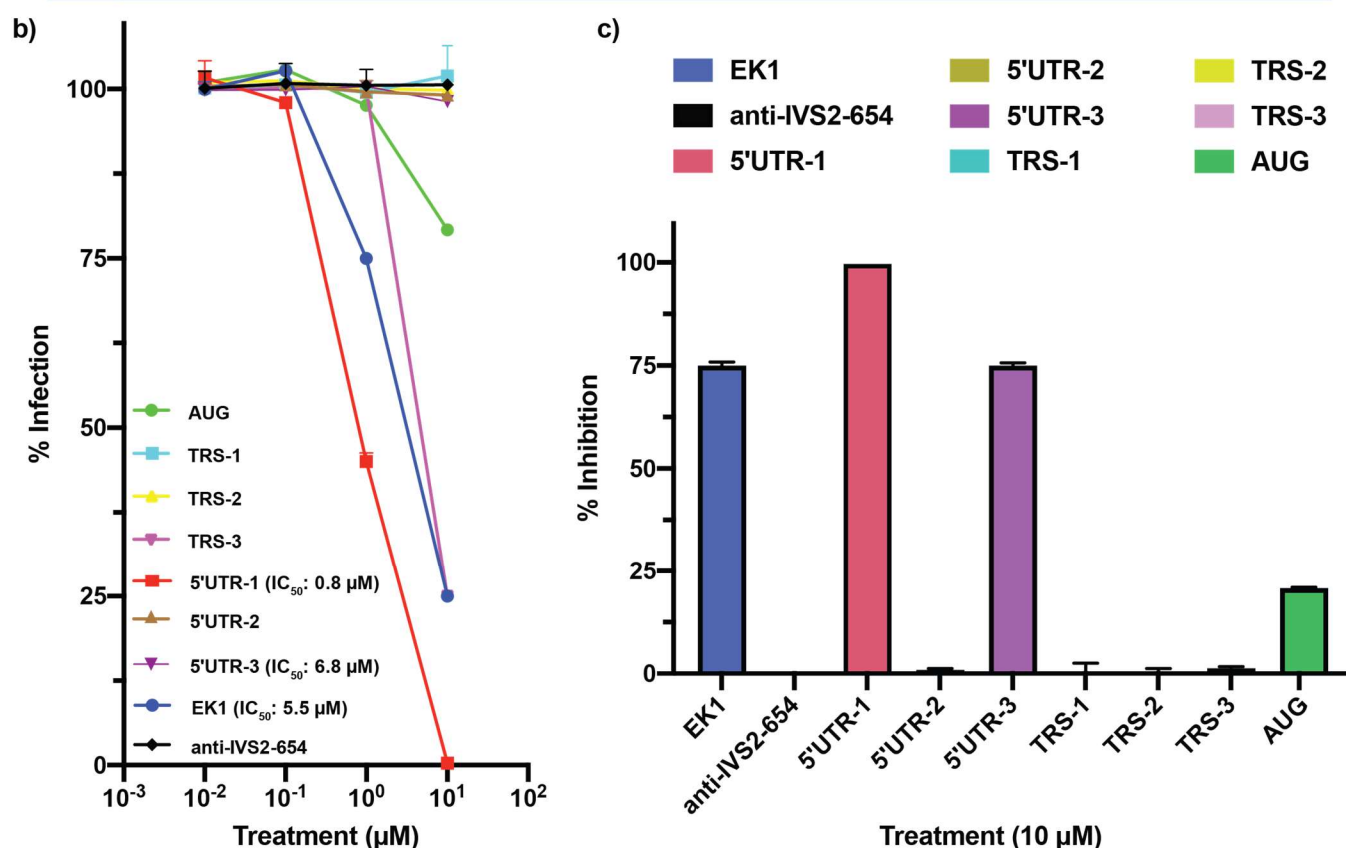 b)
100
75
50
25
0
% Infection
AUG
TRS-1
TRS-2
TRS-3
5'UTR-1 (IC50: 0.8 µM)
5'UTR-2
5'UTR-3 (IC50: 6.8 µM)
EK1 (IC50: 5.5 µM)
anti-IVS2-654
10-3 10-2 10-1 100 101 102
Treatment (µM)
c)
EK1 5'UTR-2 TRS-2
anti-IVS2-654 5'UTR-3 TRS-3
5'UTR-1 TRS-1 AUG
100
75
50
25
0
% Inhibition
EK1
anti-IVS2-654
5'UTR-1
5'UTR-2
5'UTR-3
TRS-1
TRS-2
TRS-3
AUG
Treatment (10 µM)